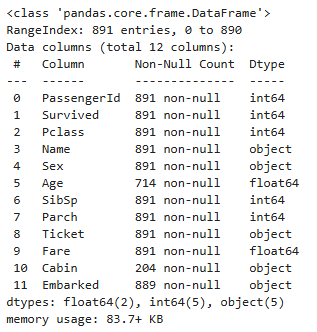 <class 'pandas.core.frame.DataFrame'>
RangeIndex: 891 entries, 0 to 890
Data columns (total 12 columns):
 #   Column       Non-Null Count  Dtype
---  ------       --------------  -----
 0   PassengerId  891 non-null    int64
 1   Survived     891 non-null    int64
 2   Pclass       891 non-null    int64
 3   Name         891 non-null    object
 4   Sex          891 non-null    object
 5   Age          714 non-null    float64
 6   SibSp        891 non-null    int64
 7   Parch        891 non-null    int64
 8   Ticket       891 non-null    object
 9   Fare         891 non-null    float64
 10  Cabin        204 non-null    object
 11  Embarked     889 non-null    object
dtypes: float64(2), int64(5), object(5)
memory usage: 83.7+ KB